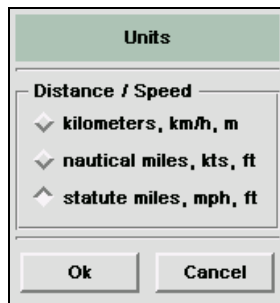 Units
Distance / Speed
kilometers, km/h, m
nautical miles, kts, ft
statute miles, mph, ft
Ok
Cancel